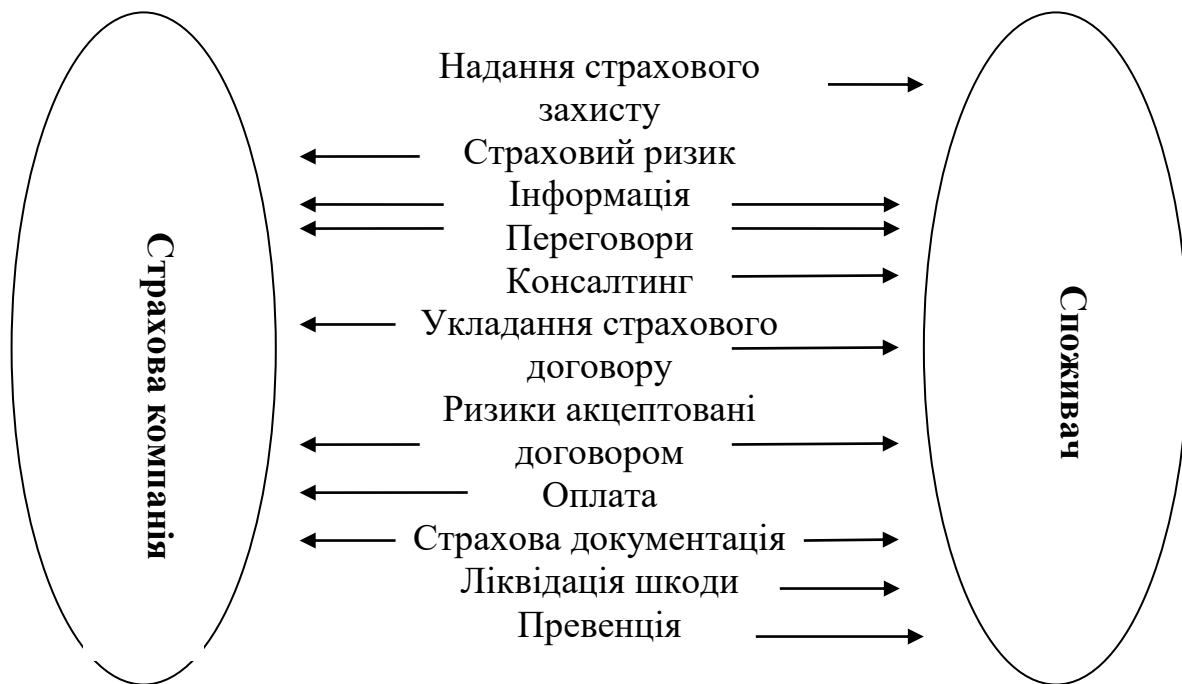 Страхова компанія
Надання страхового
захисту
Страховий ризик
Інформація
Переговори
Консалтинг
Укладання страхового
договору
Ризики акцептовані
договором
Оплата
Страхова документація
Ліквідація шкоди
Превенція
Споживач